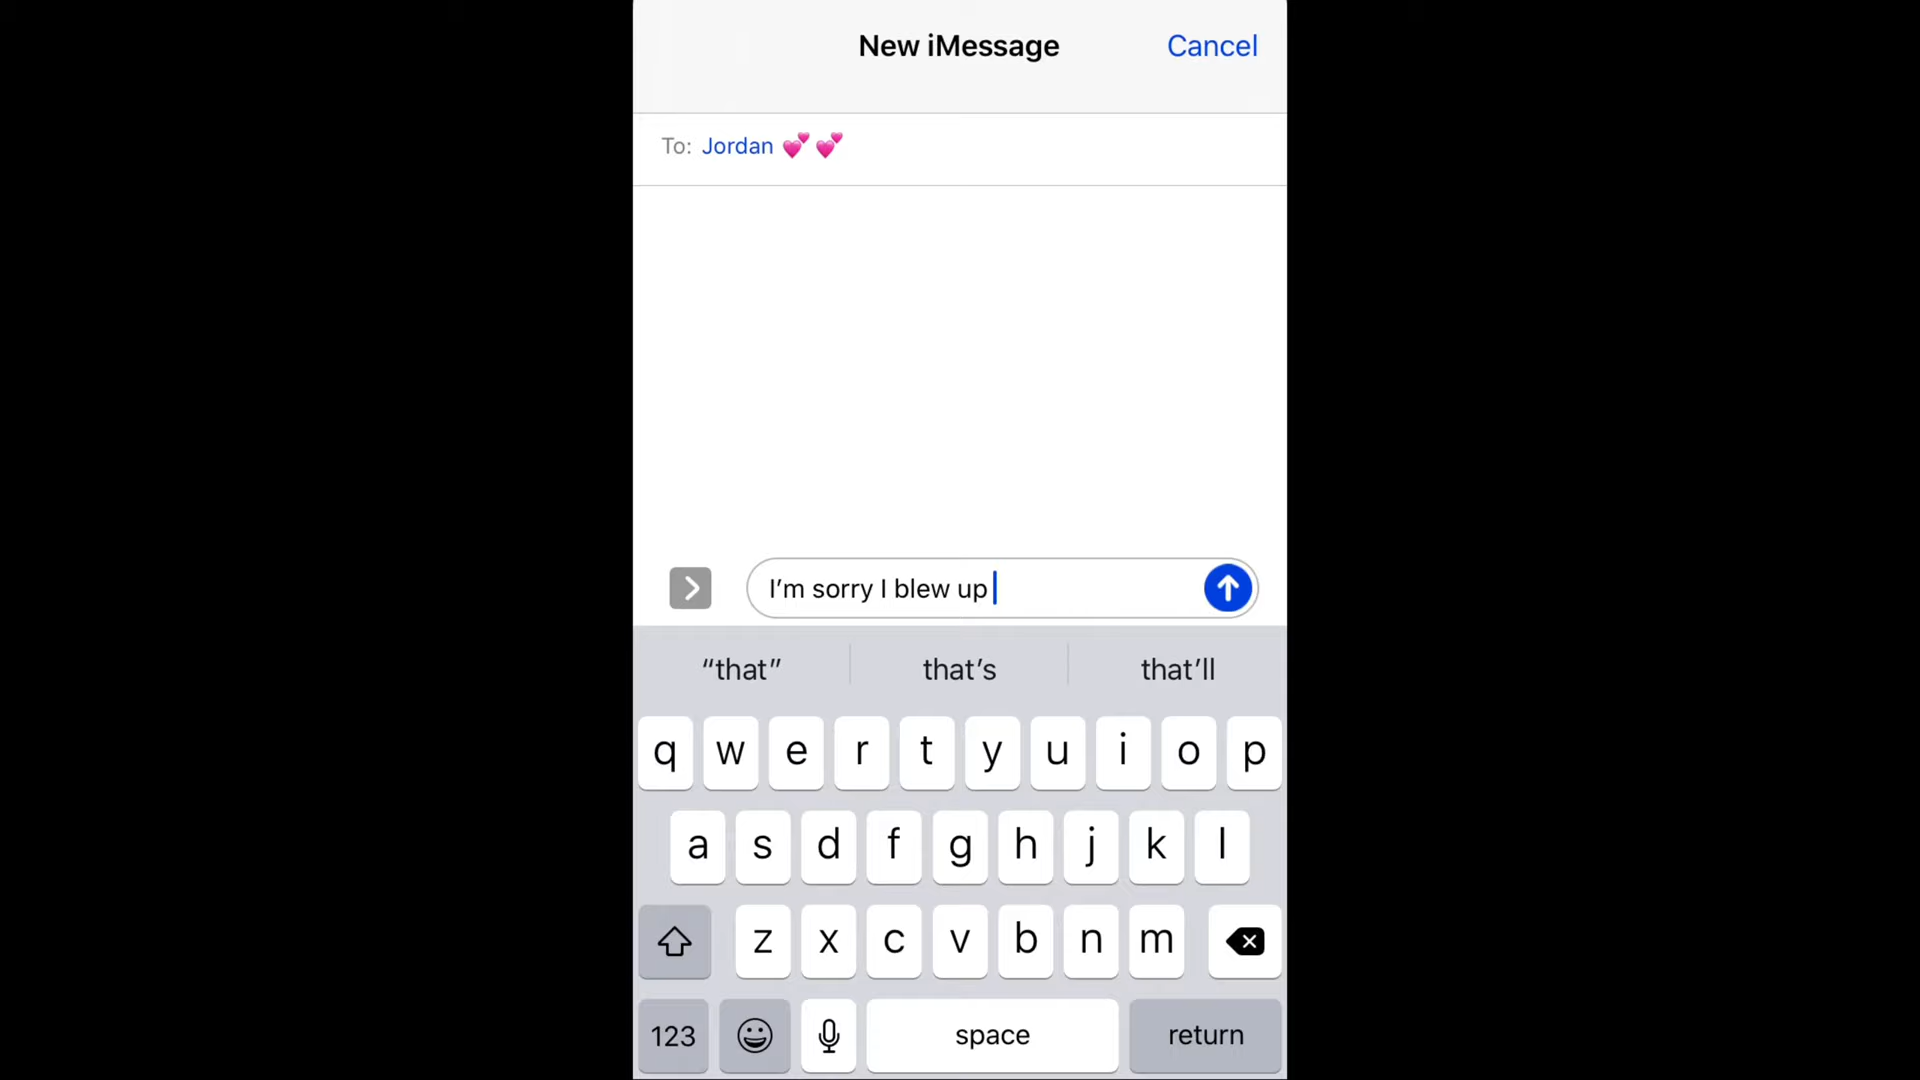 New iMessage
Cancel
To: Jordan 💕 💕
I’m sorry I blew up
“that” that’s that’ll
q w e r t y u i o p
a s d f g h j k l
z x c v b n m
123 space return